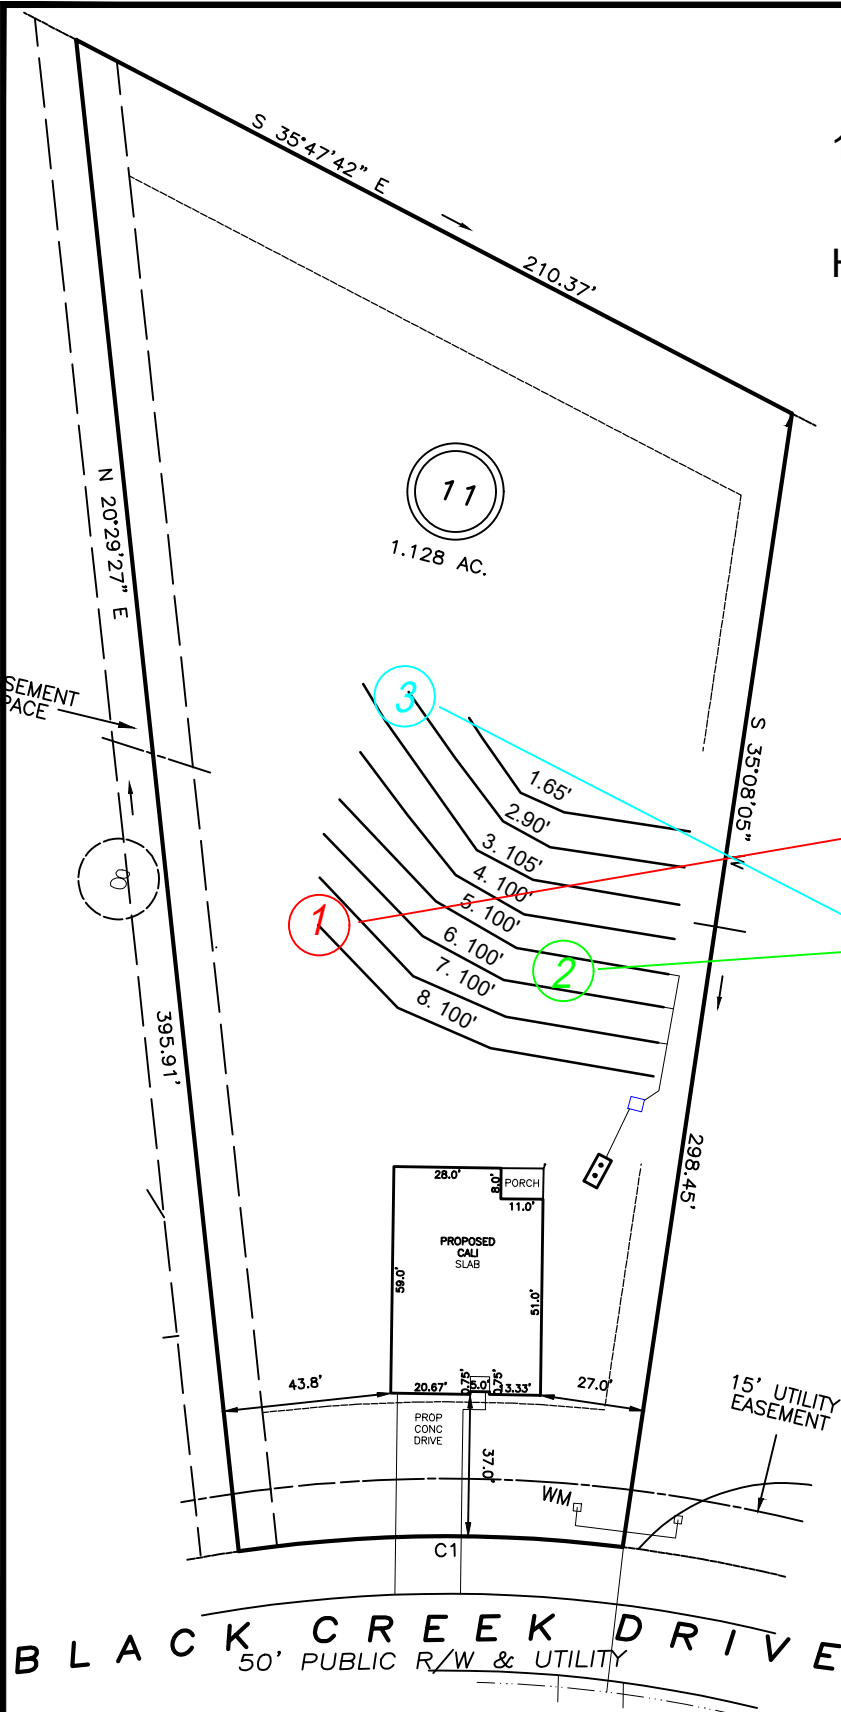 S 35°47'42" E
210.37'
H
11
1.128 AC.
N 20°29'27" E
SEMENT
PACE
3
S 35°08'05" W
1.65'
2.90'
3. 105'
4. 100'
5. 100'
6. 100'
7. 100'
8. 100'
1
2
8
395.91'
298.45'
28.0'
8.0'
PORCH
11.0'
PROPOSED
CALI
SLAB
59.0'
51.0'
43.8'
20.67'
0.75'
5.0'
0.75'
3.33'
27.0'
PROP
CONC
DRIVE
37.0'
15' UTILITY
EASEMENT
WM
C1
BLACK CREEK DRIVE
50' PUBLIC R/W & UTILITY